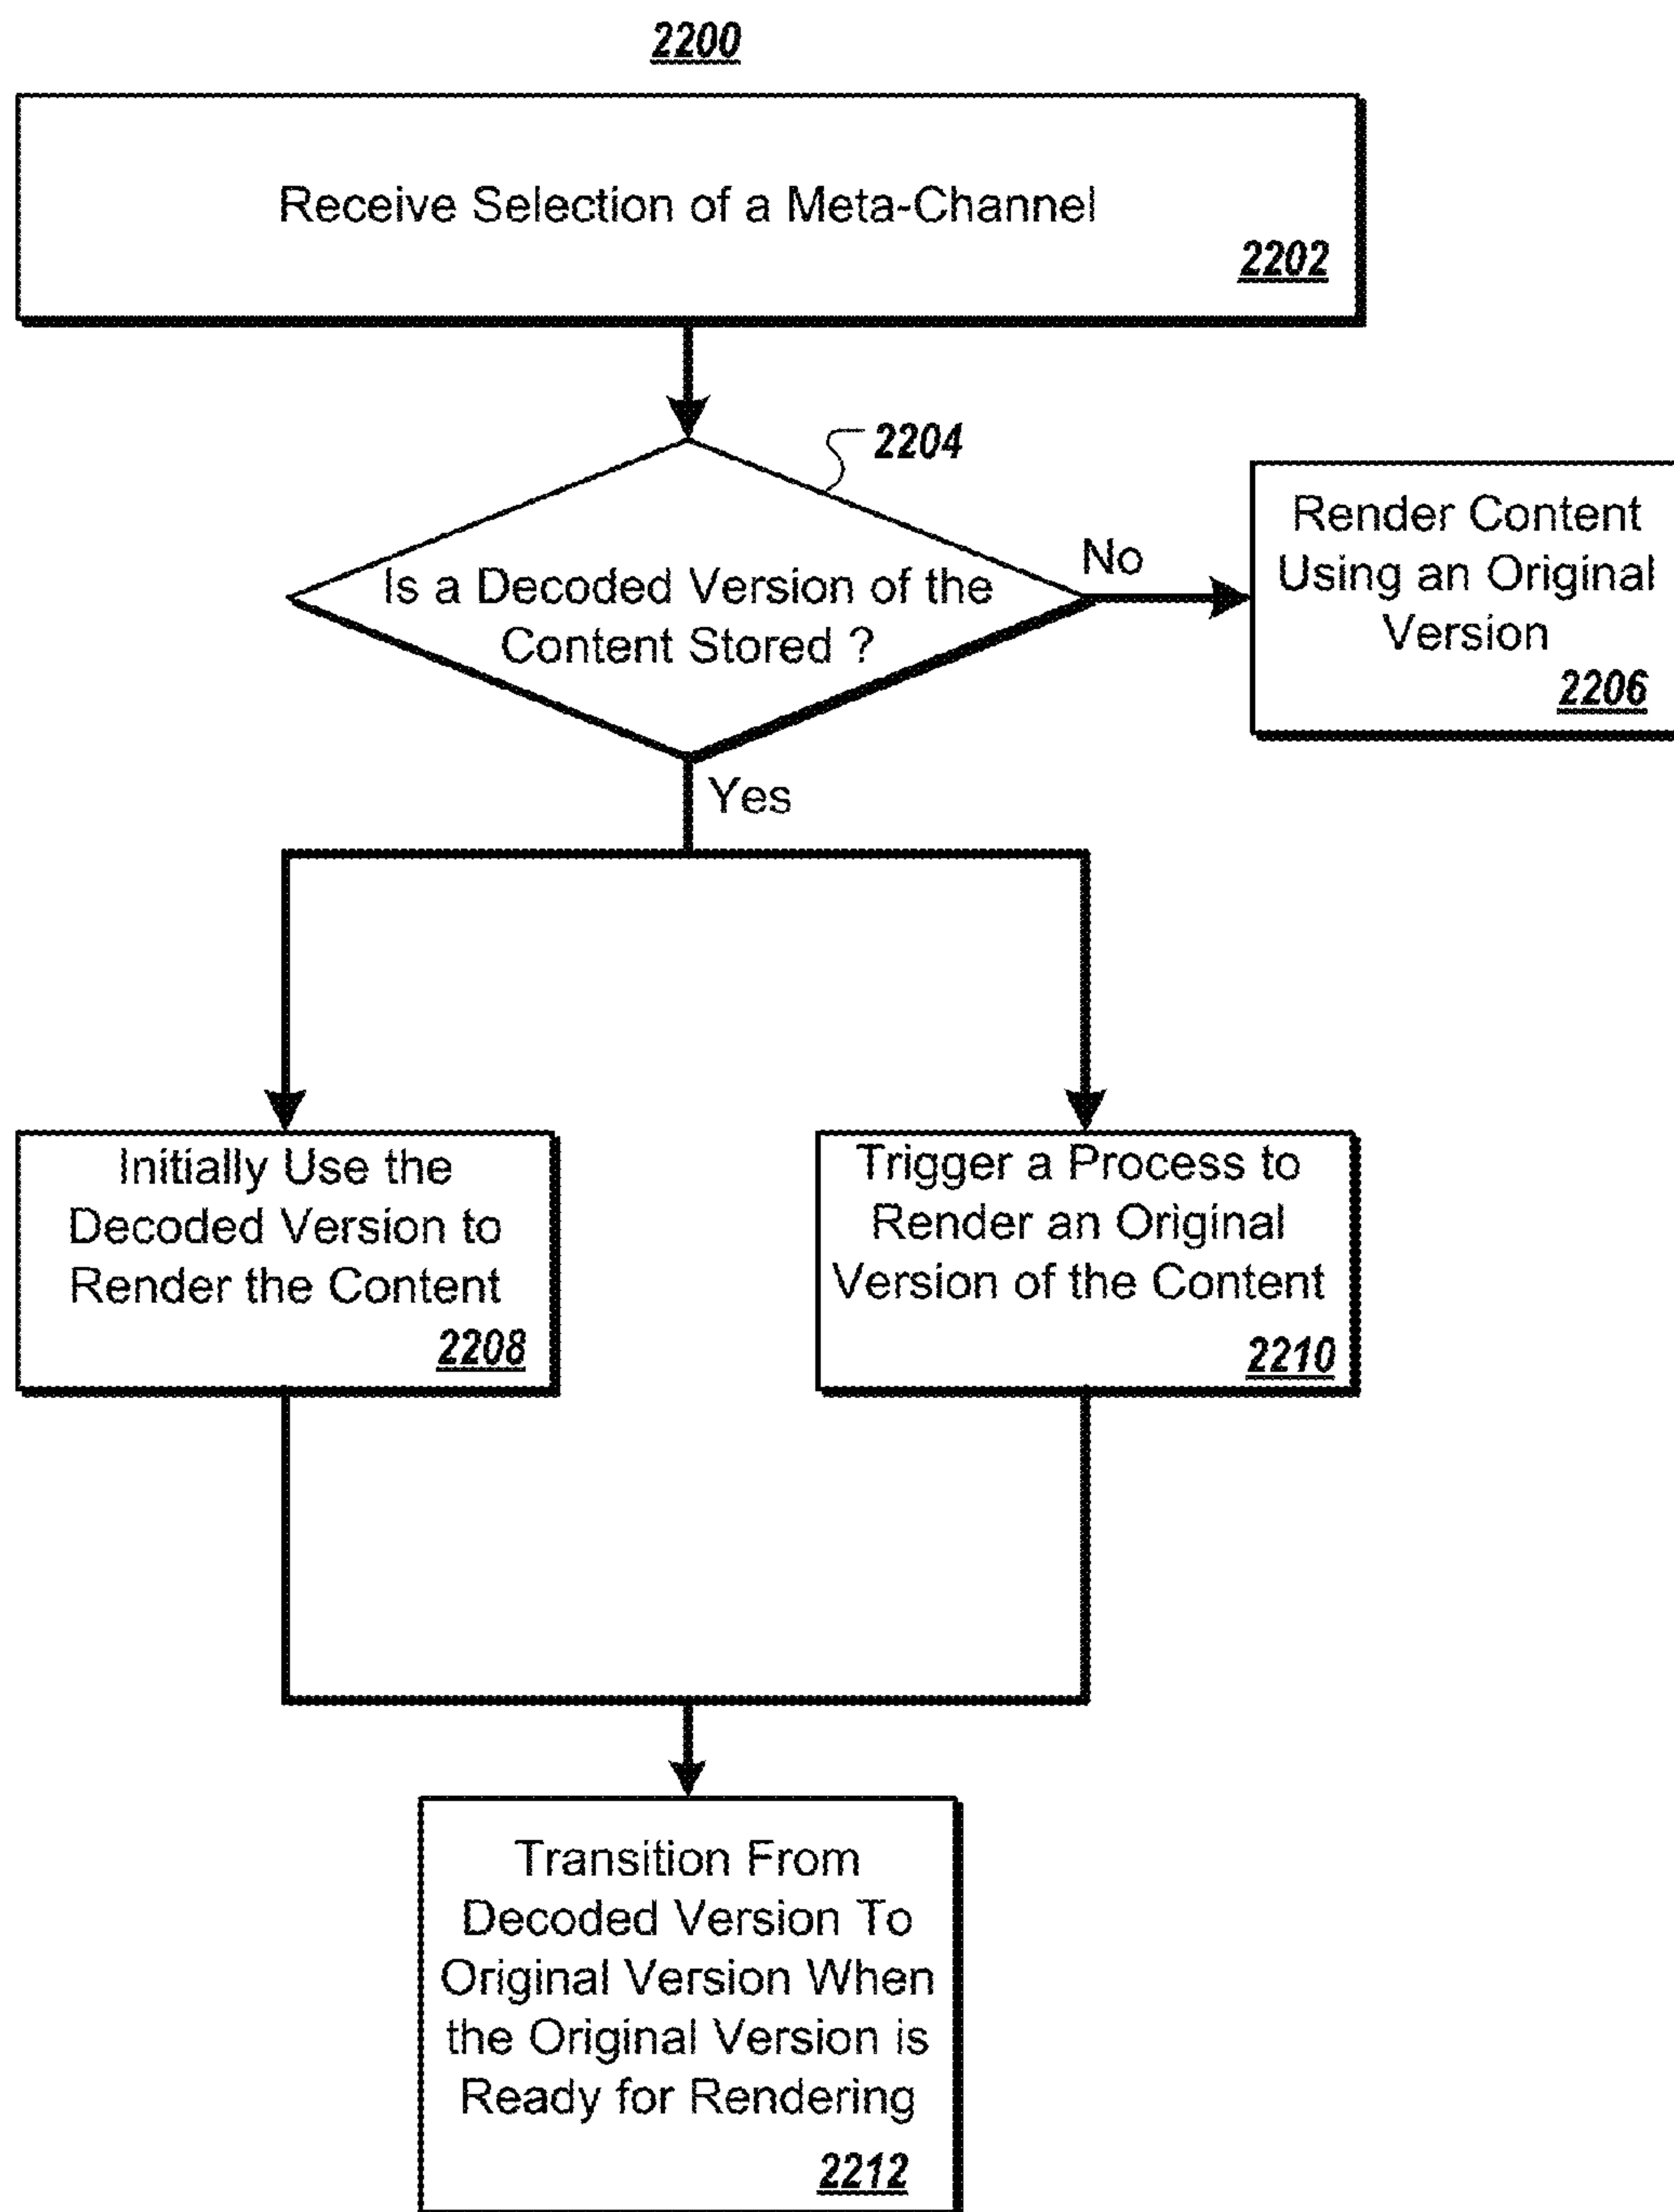 2200
Receive Selection of a Meta-Channel
2202
2204
Is a Decoded Version of the
Content Stored ?
No
Render Content
Using an Original
Version
2206
Yes
Initially Use the
Decoded Version to
Render the Content
2208
Trigger a Process to
Render an Original
Version of the Content
2210
Transition From
Decoded Version To
Original Version When
the Original Version is
Ready for Rendering
2212